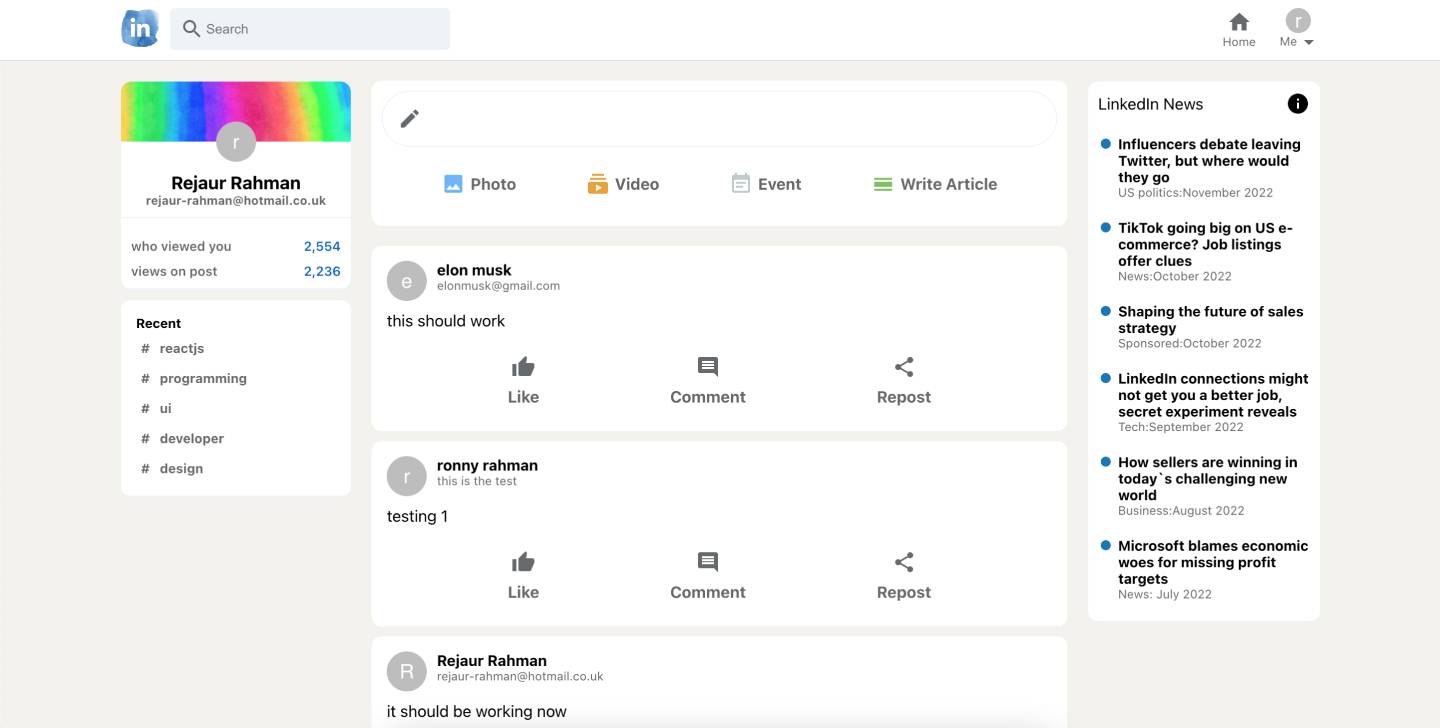 in
Search
Home
r
Me
r
Rejaur Rahman
rejaur-rahman@hotmail.co.uk
who viewed you 2,554
views on post 2,236
Recent
# reactjs
# programming
# ui
# developer
# design
Photo Video Event Write Article
e
elon musk
elonmusk@gmail.com
this should work
Like Comment Repost
r
ronny rahman
this is the test
testing 1
Like Comment Repost
R
Rejaur Rahman
rejaur-rahman@hotmail.co.uk
it should be working now
LinkedIn News
Influencers debate leaving
Twitter, but where would
they go
US politics:November 2022
TikTok going big on US e-
commerce? Job listings
offer clues
News:October 2022
Shaping the future of sales
strategy
Sponsored:October 2022
LinkedIn connections might
not get you a better job,
secret experiment reveals
Tech:September 2022
How sellers are winning in
today`s challenging new
world
Business:August 2022
Microsoft blames economic
woes for missing profit
targets
News: July 2022